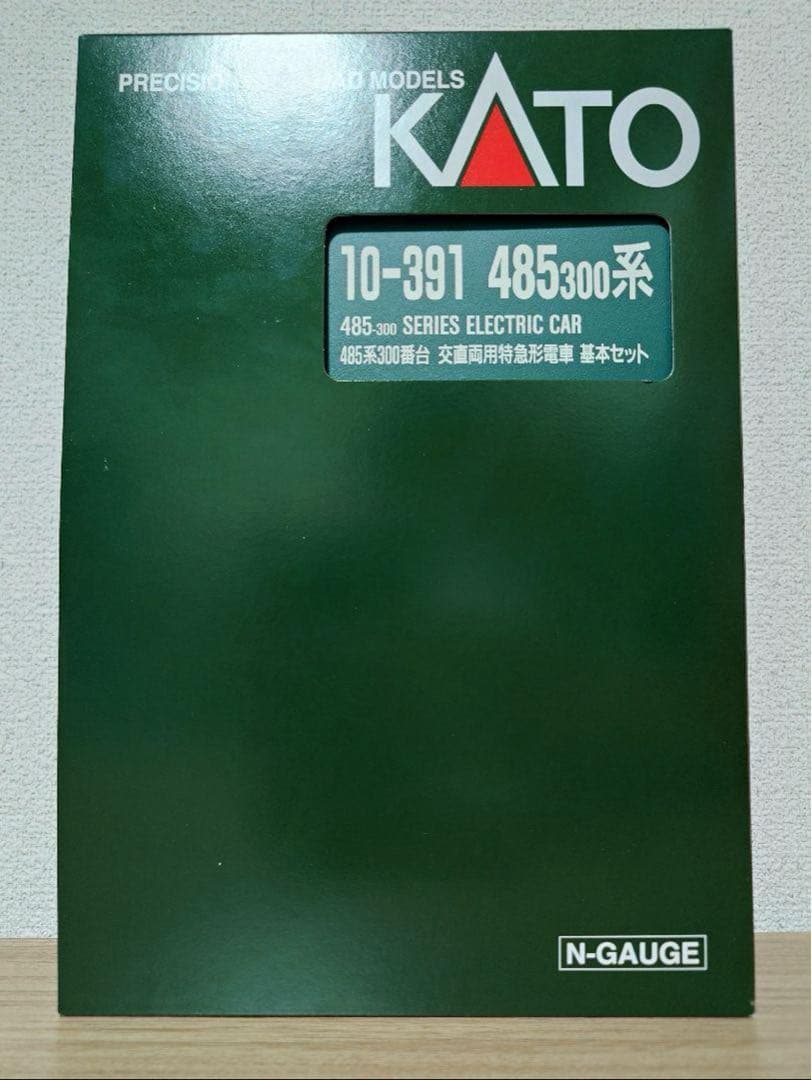 PRECISION RAILROAD MODELS
KATO
10-391 485300系
485-300 SERIES ELECTRIC CAR
485系300番台 交直両用特急形電車 基本セット
N-GAUGE